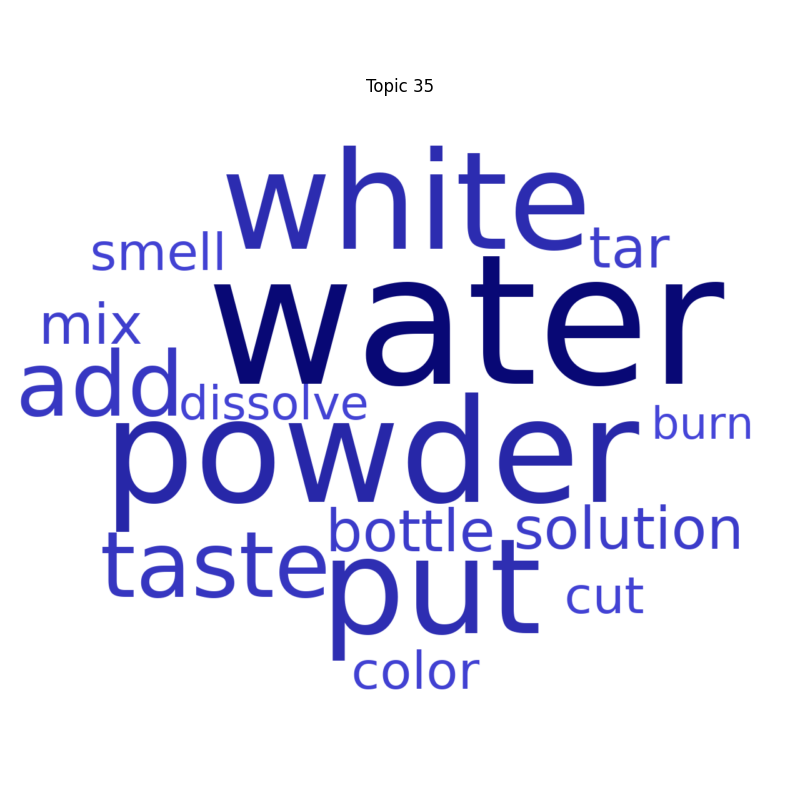 Topic 35
white
smell
tar
water
mix
add
dissolve
powder
burn
bottle
solution
taste
put
cut
color